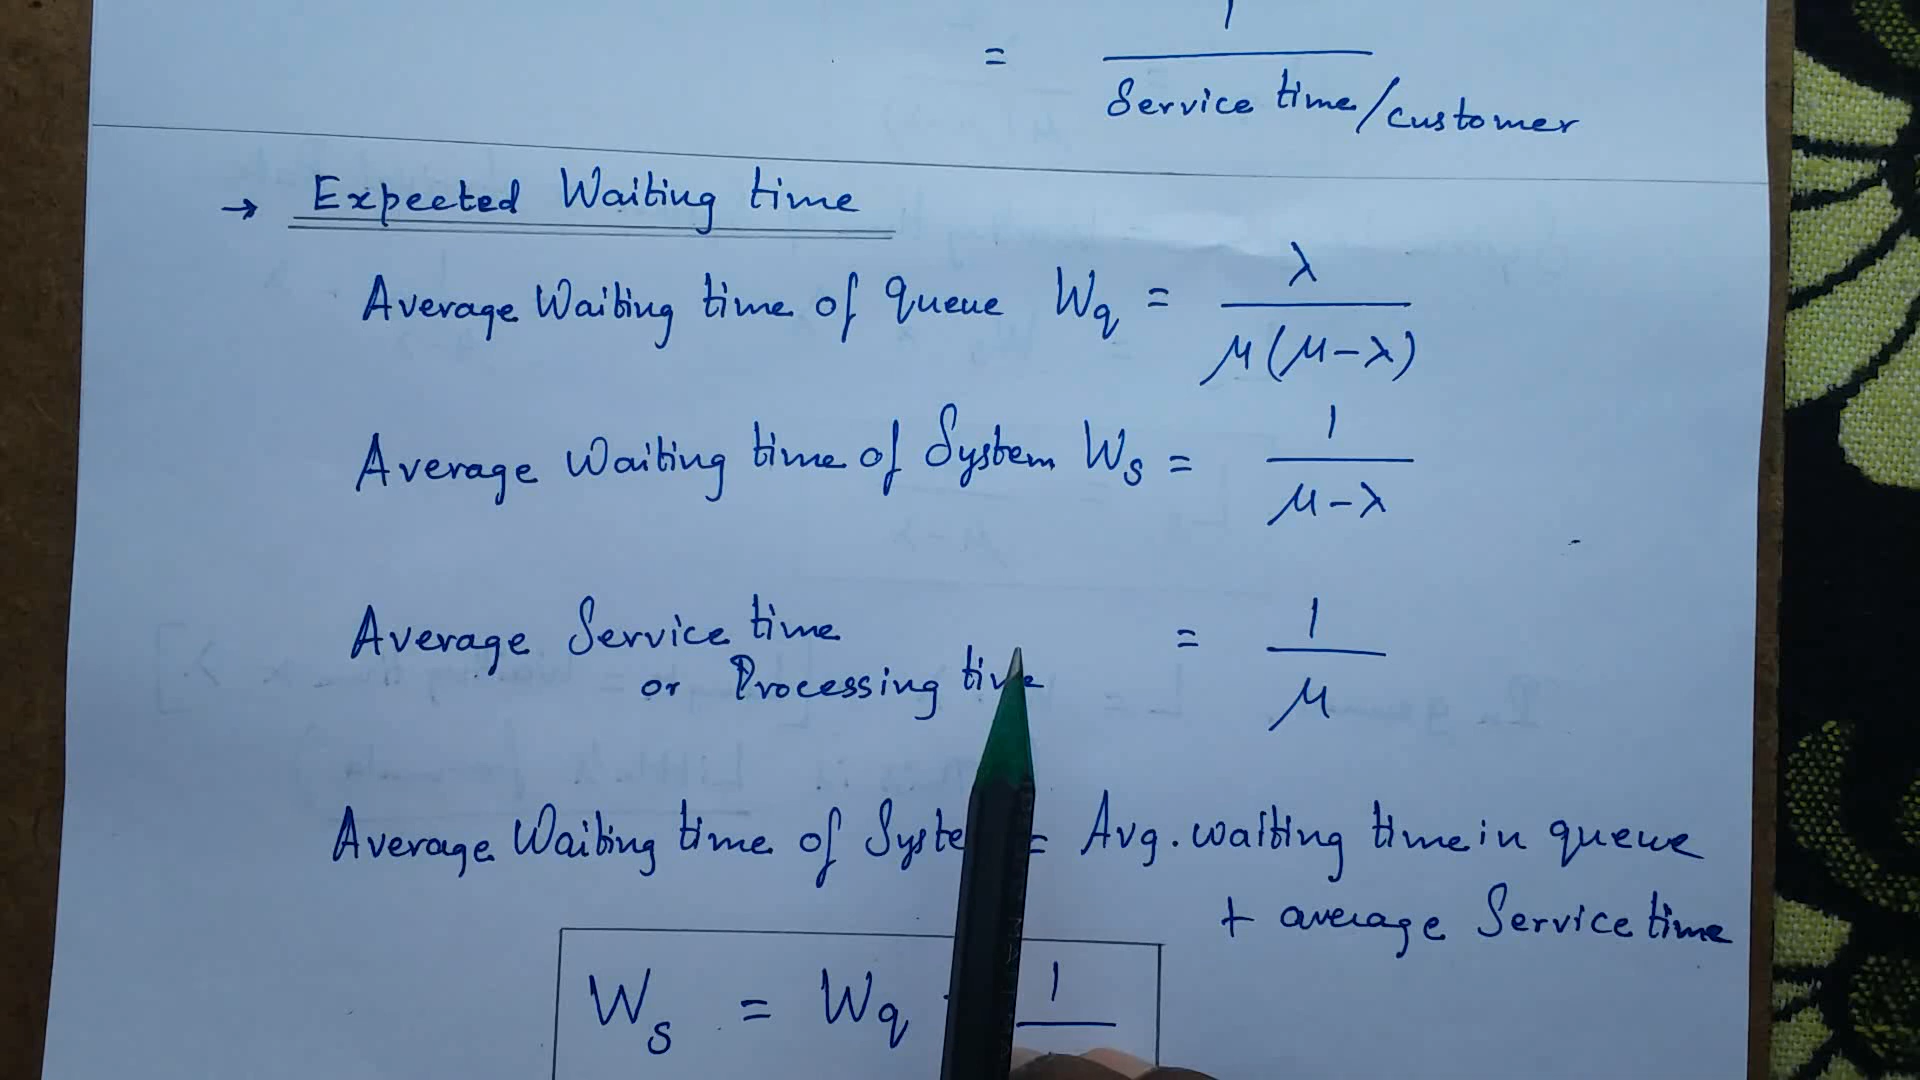 = 1 / Service time/customer
→ Expected Waiting time
Average Waiting time of queue Wq = λ / μ(μ-λ)
Average Waiting time of System Ws = 1 / μ-λ
Average Service time = 1 / μ
or Processing time
Average Waiting time of = Avg. waiting time in queue
+ average Service time
Ws = Wq 1